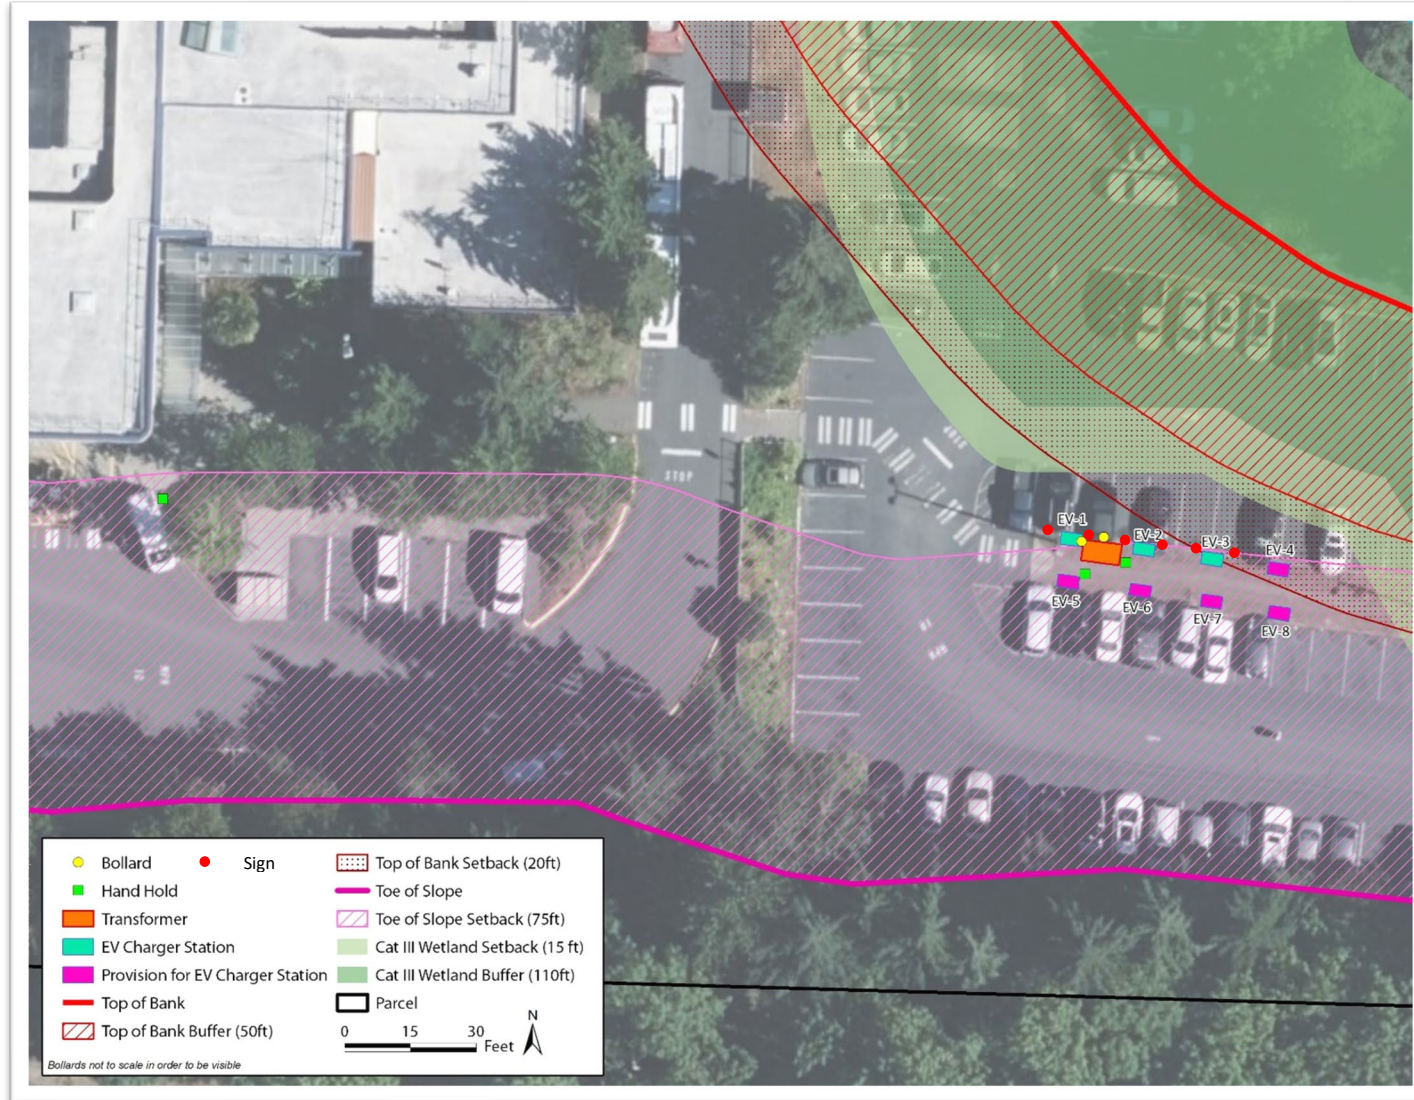 STOP
STOP
EV-1
EV-2
EV-3
EV-4
EV-5
EV-6
EV-7
EV-8
Bollard
Sign
Hand Hold
Transformer
EV Charger Station
Provision for EV Charger Station
Top of Bank
Top of Bank Buffer (50ft)
Top of Bank Setback (20ft)
Toe of Slope
Toe of Slope Setback (75ft)
Cat III Wetland Setback (15 ft)
Cat III Wetland Buffer (110ft)
Parcel
0 15 30
Feet
N
Bollards not to scale in order to be visible